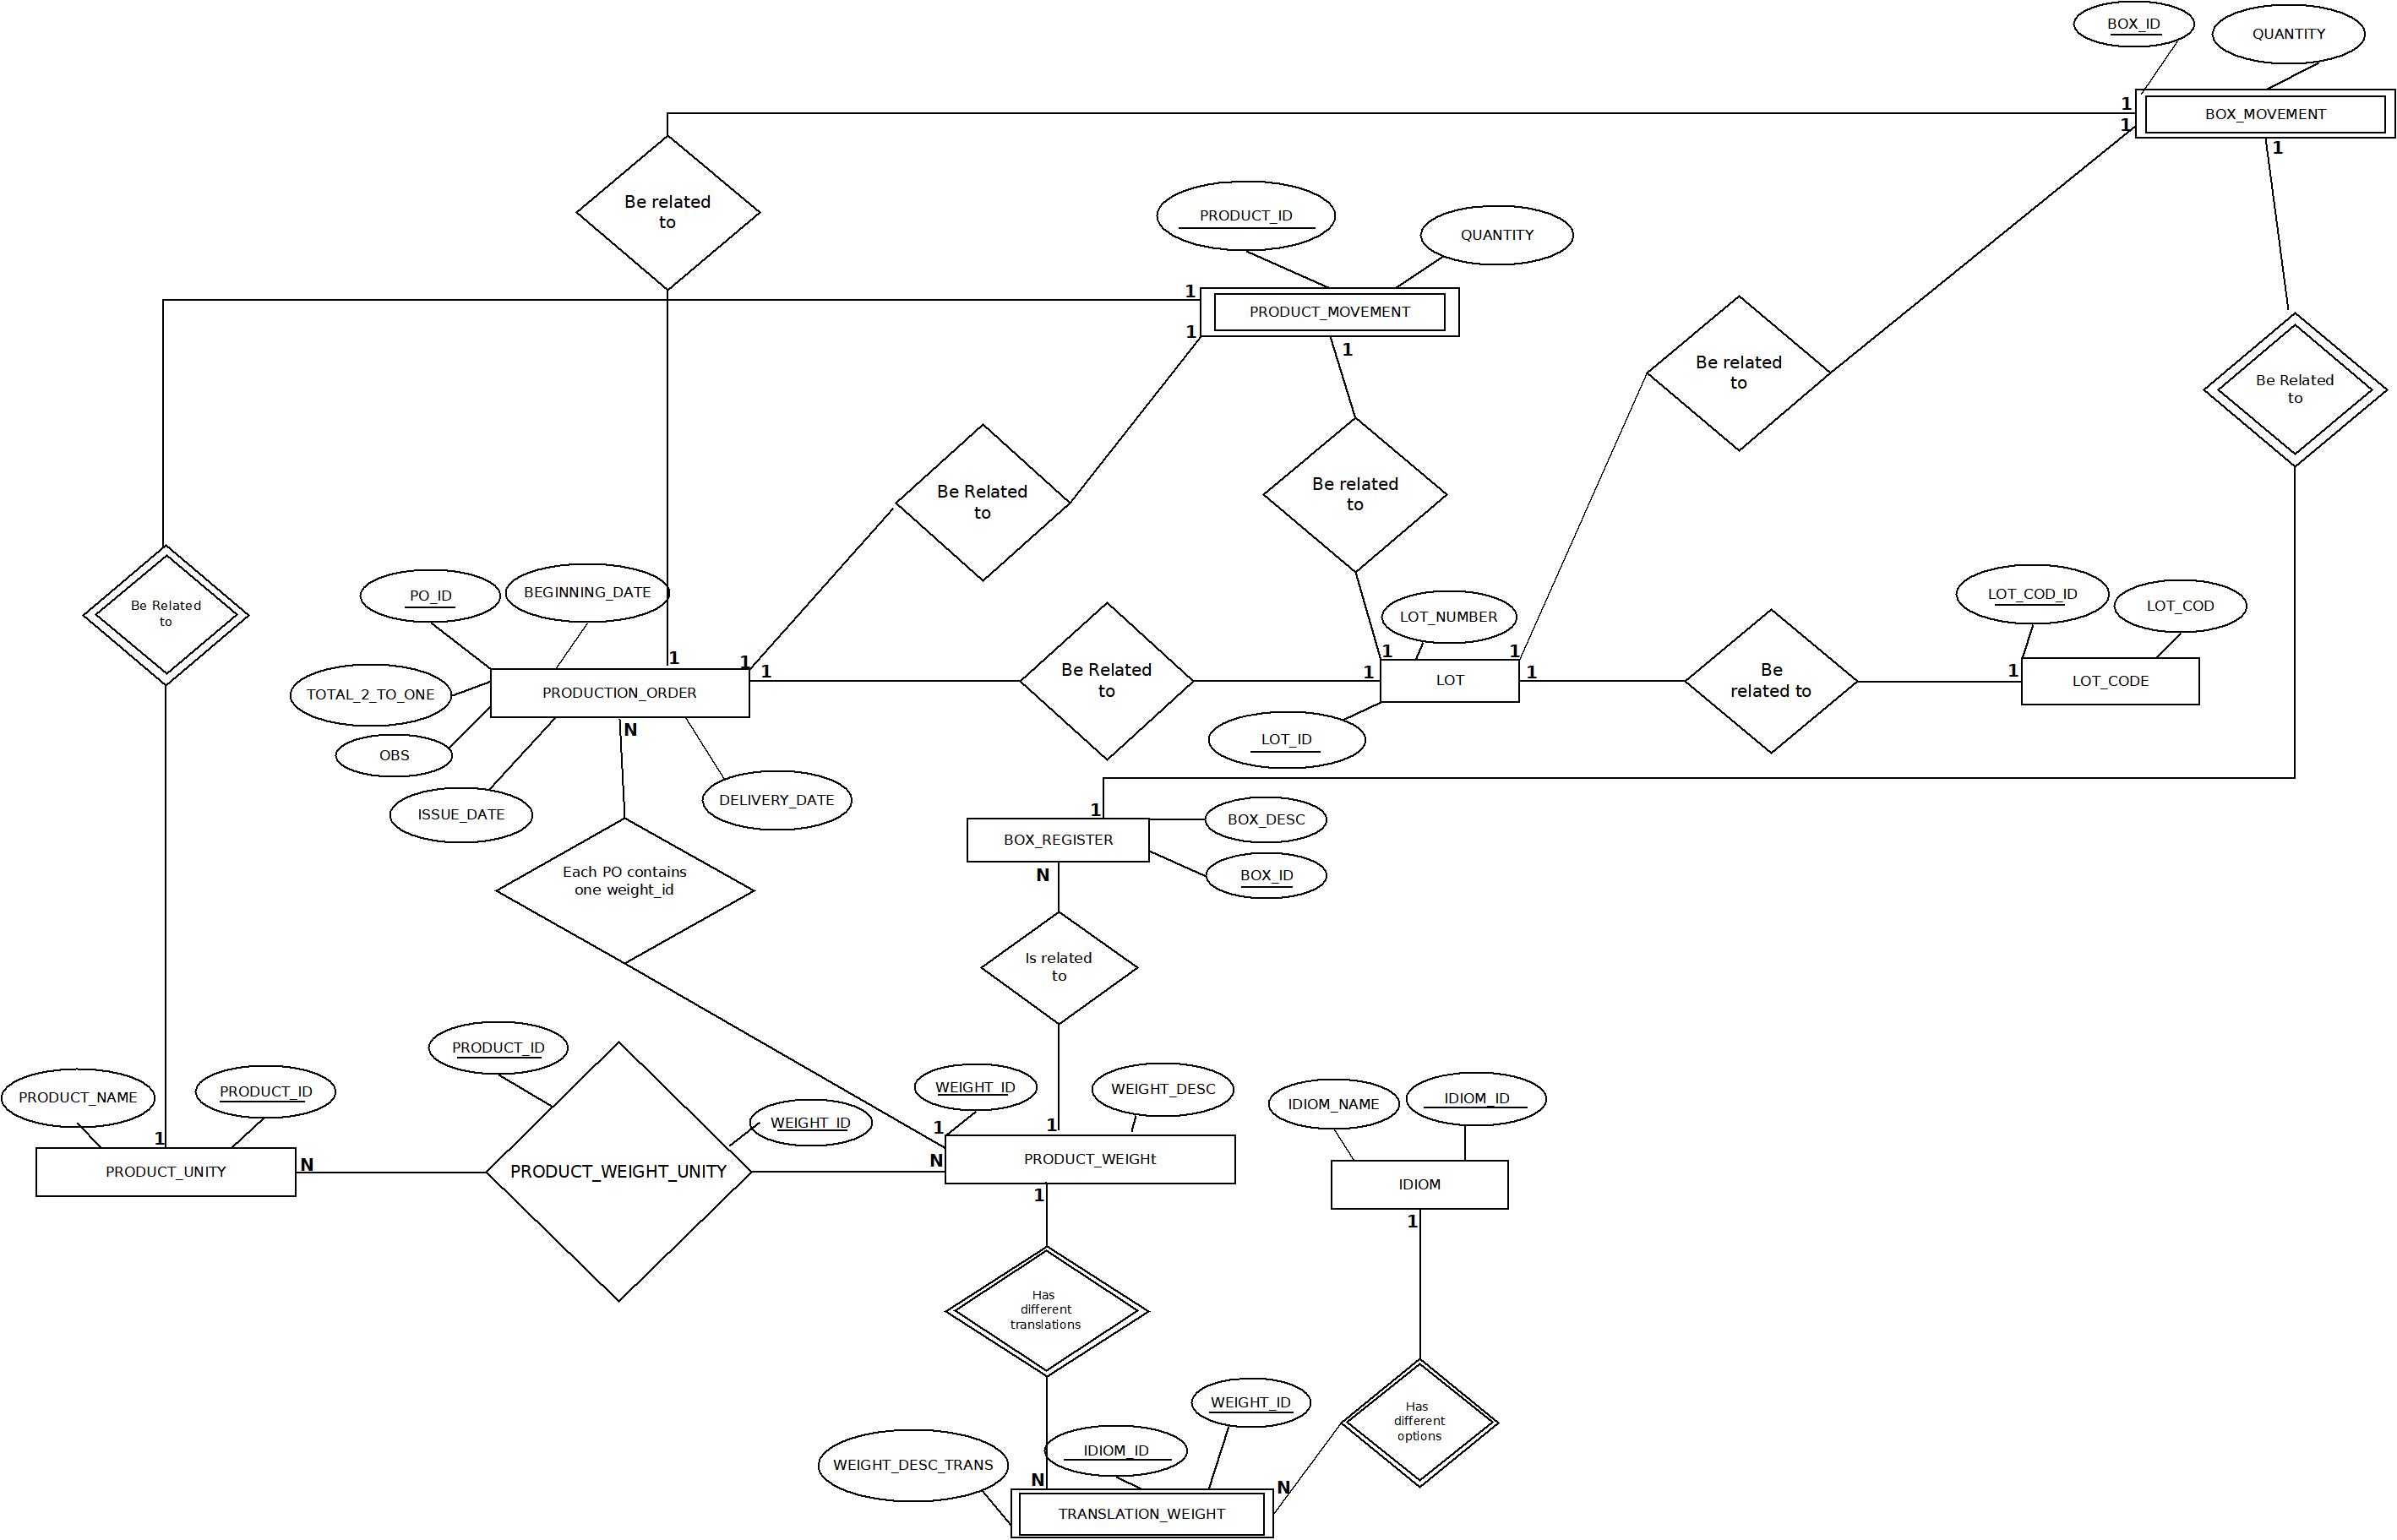 BOX_ID
QUANTITY
1
BOX_MOVEMENT
1
1
Be related
to
PRODUCT_ID
QUANTITY
1
PRODUCT_MOVEMENT
1
1
Be related
to
Be Related
to
Be Related
to
Be related
to
Be Related
to
PO_ID
BEGINNING_DATE
LOT_NUMBER
LOT_COD_ID
LOT_COD
1
1
1
1
1
TOTAL_2_TO_ONE
PRODUCTION_ORDER
Be Related
to
1
LOT
1
Be
related to
1
LOT_CODE
N
OBS
LOT_ID
ISSUE_DATE
DELIVERY_DATE
1
BOX_DESC
BOX_REGISTER
BOX_ID
N
Each PO contains
one weight_id
Is related
to
PRODUCT_ID
PRODUCT_NAME
PRODUCT_ID
WEIGHT_ID
WEIGHT_ID
WEIGHT_DESC
IDIOM_NAME
IDIOM_ID
1
1
1
PRODUCT_UNITY
N
PRODUCT_WEIGHT_UNITY
N
PRODUCT_WEIGHt
IDIOM
1
1
Has
different
translations
Has
different
options
WEIGHT_ID
IDIOM_ID
WEIGHT_DESC_TRANS
N
N
TRANSLATION_WEIGHT